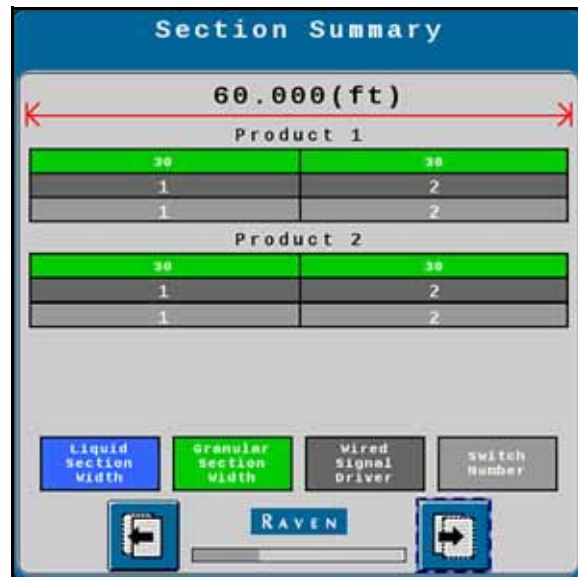 Section Summary
60.000(ft)
Product 1
30 30
1 2
1 2
Product 2
30 30
1 2
1 2
Liquid Section Width
Granular Section Width
Wired Signal Driver
Switch Number
RAVEN